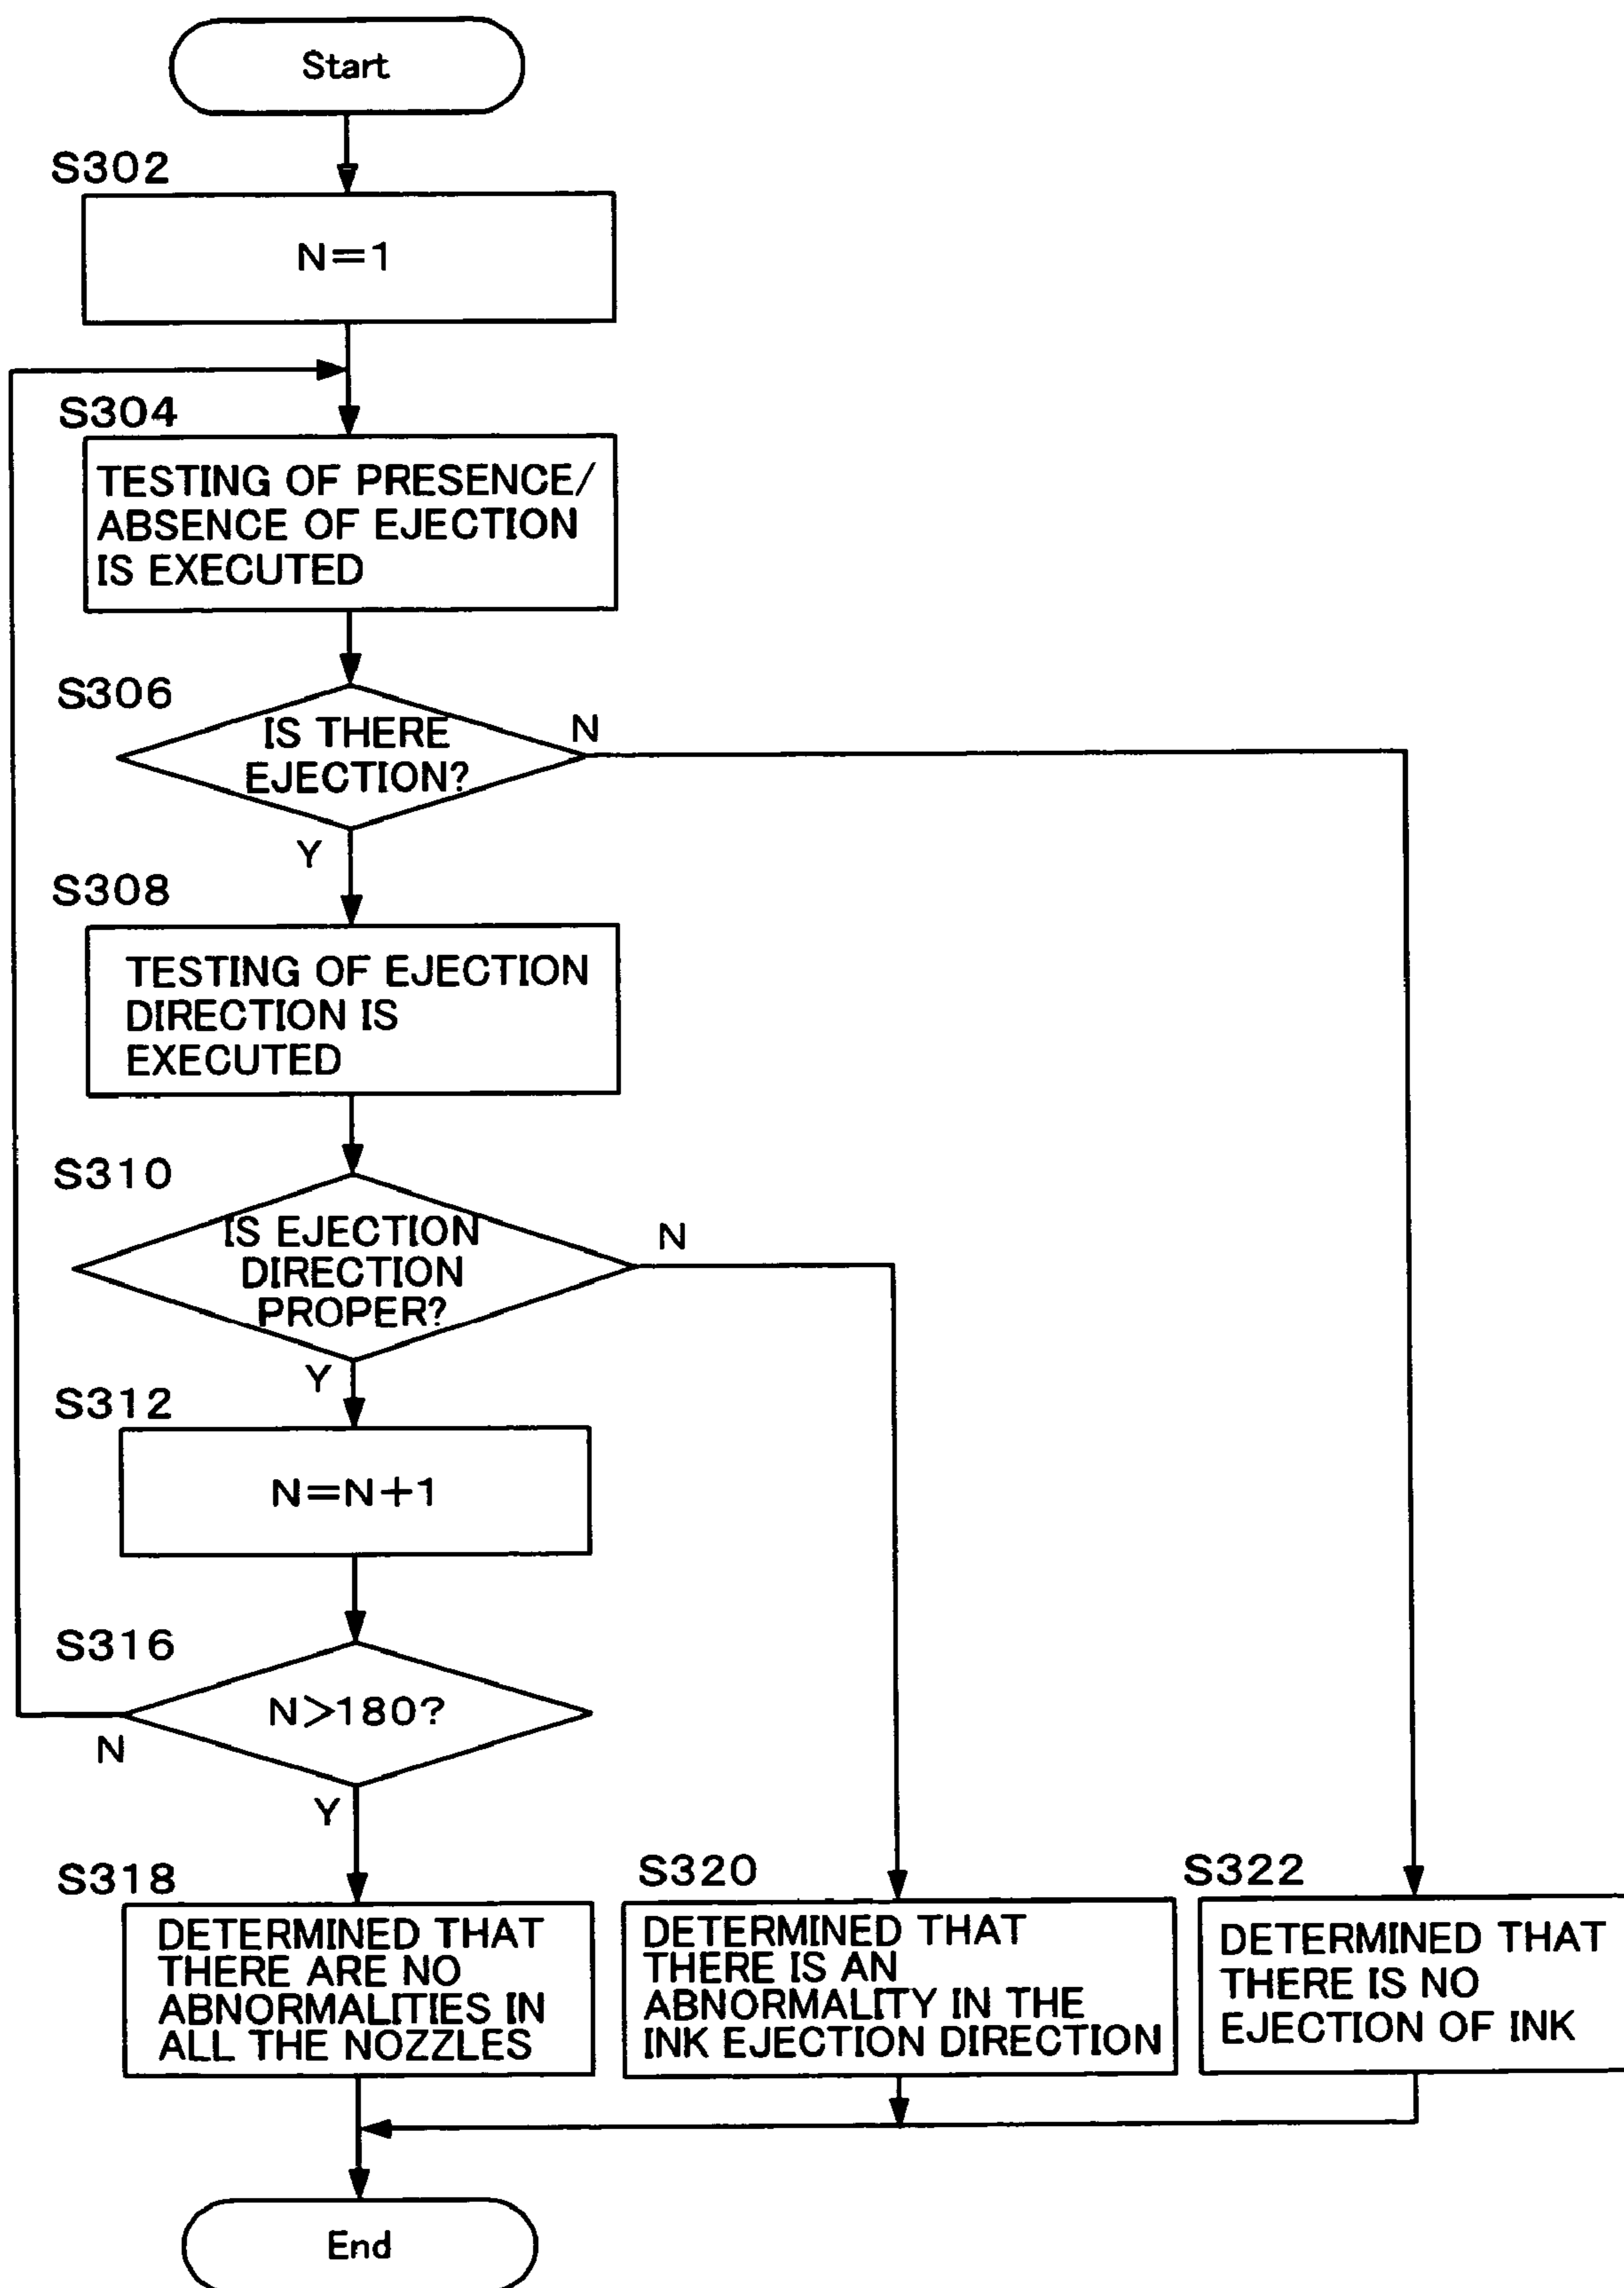 Start
S302
N=1
S304
TESTING OF PRESENCE/
ABSENCE OF EJECTION
IS EXECUTED
S306
IS THERE
EJECTION?
N
Y
S308
TESTING OF EJECTION
DIRECTION IS
EXECUTED
S310
IS EJECTION
DIRECTION
PROPER?
N
Y
S312
N=N+1
S316
N>180?
N
Y
S318
DETERMINED THAT
THERE ARE NO
ABNORMALITIES IN
ALL THE NOZZLES
S320
DETERMINED THAT
THERE IS AN
ABNORMALITY IN THE
INK EJECTION DIRECTION
S322
DETERMINED THAT
THERE IS NO
EJECTION OF INK
End